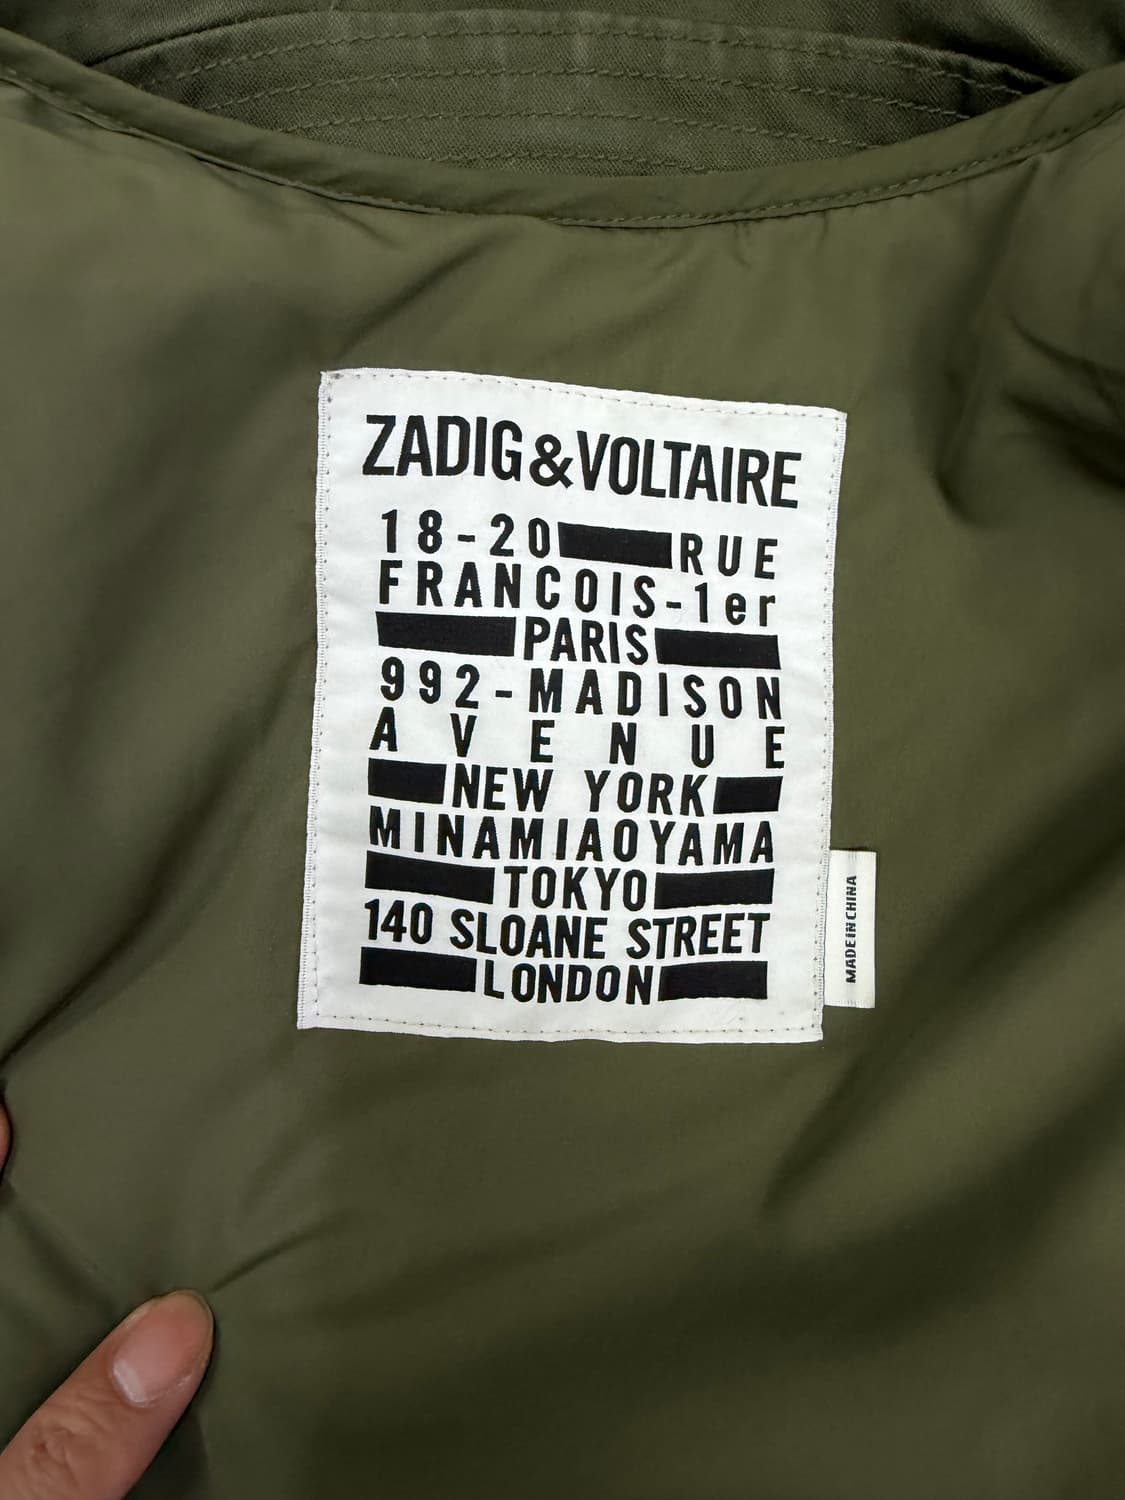 ZADIG&VOLTAIRE
18-20 RUE
FRANCOIS-1er
PARIS
992-MADISON
AVENUE
NEW YORK
MINAMIAOYAMA
TOKYO
140 SLOANE STREET
LONDON
MADE IN CHINA